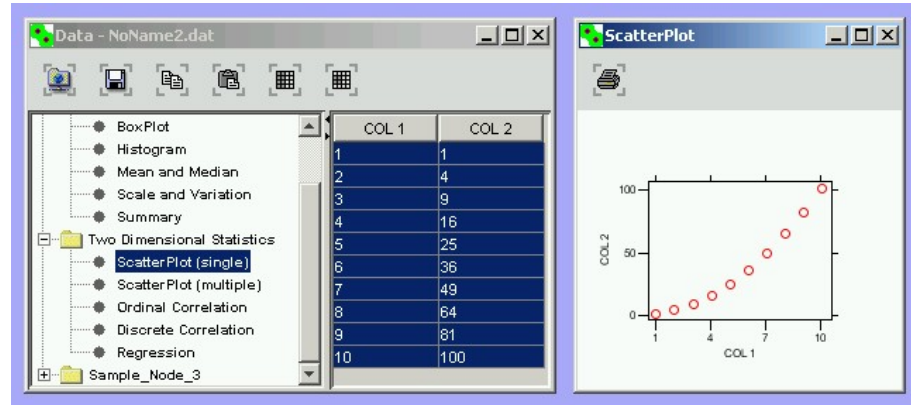 Data - NoName2.dat
BoxPlot
Histogram
Mean and Median
Scale and Variation
Summary
Two Dimensional Statistics
ScatterPlot (single)
ScatterPlot (multiple)
Ordinal Correlation
Discrete Correlation
Regression
Sample_Node_3
COL 1 COL 2
1 1
2 4
3 9
4 16
5 25
6 36
7 49
8 64
9 81
10 100
ScatterPlot
100
50
0
COL 2
1 4 7 10
COL 1